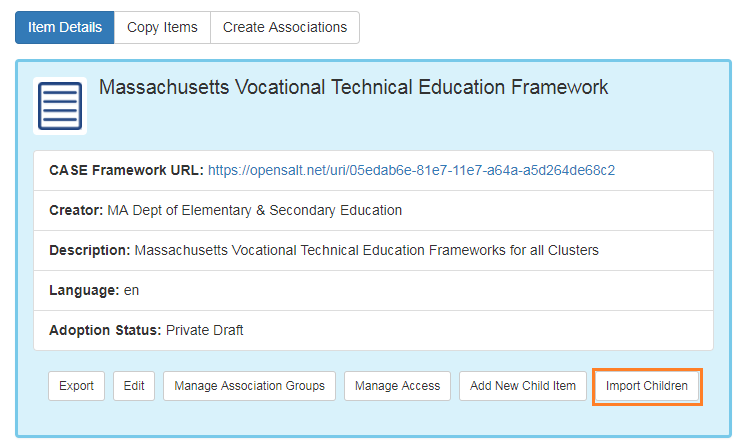 Item Details Copy Items Create Associations
Massachusetts Vocational Technical Education Framework
CASE Framework URL: https://opensalt.net/uri/05edab6e-81e7-11e7-a64a-a5d264de68c2
Creator: MA Dept of Elementary & Secondary Education
Description: Massachusetts Vocational Technical Education Frameworks for all Clusters
Language: en
Adoption Status: Private Draft
Export Edit Manage Association Groups Manage Access Add New Child Item Import Children